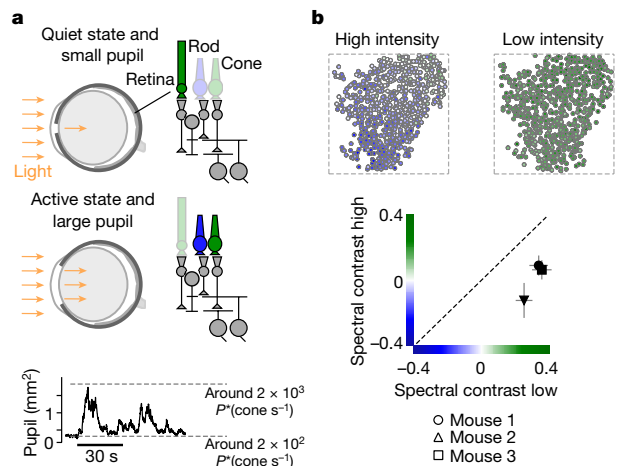 a
Quiet state and
small pupil
Retina
Rod
Cone
Light
Active state and
large pupil
Pupil (mm²)
1
0
30 s
Around 2 × 10³
P*(cone s⁻¹)
Around 2 × 10²
P*(cone s⁻¹)
b
High intensity
Low intensity
Spectral contrast high
0.4
0
−0.4
−0.4
0
0.4
Spectral contrast low
Mouse 1
Mouse 2
Mouse 3